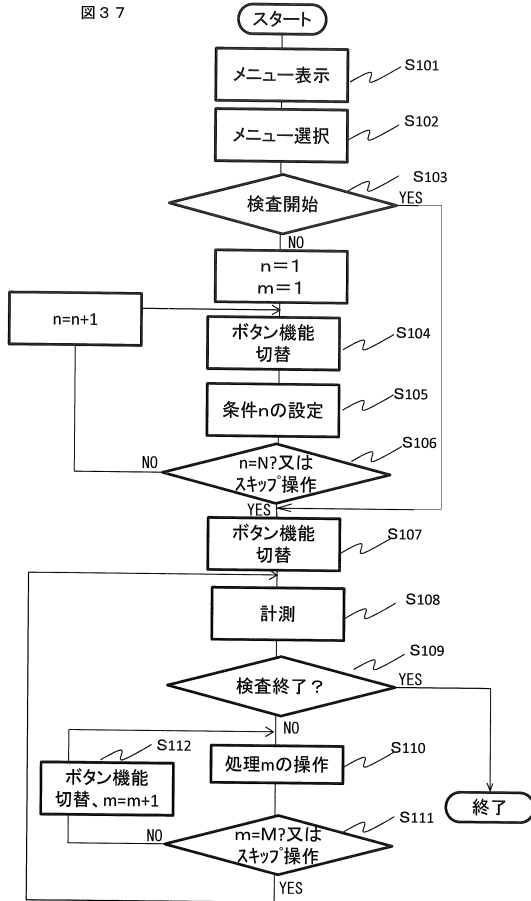 図３７
スタート
メニュー表示
S101
メニュー選択
S102
検査開始
S103
YES
NO
ｎ＝１
ｍ＝１
n=n+1
ボタン機能
切替
S104
条件nの設定
S105
n=N?又は
スキップ操作
S106
NO
YES
ボタン機能
切替
S107
計測
S108
検査終了？
S109
YES
NO
処理mの操作
S110
S112
ボタン機能
切替、m=m+1
終了
m=M?又は
スキップ操作
S111
NO
YES